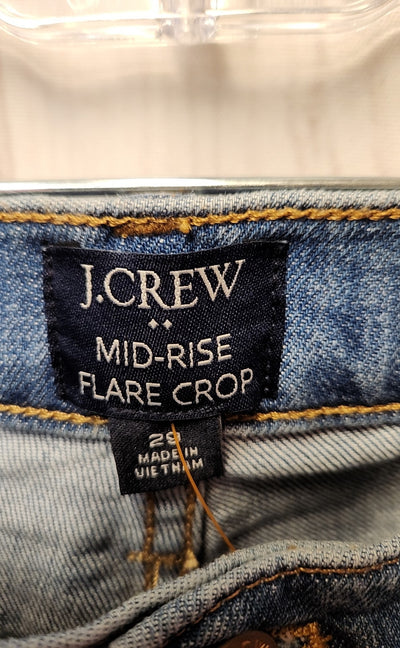 J.CREW
MID-RISE
FLARE CROP
29
MADE IN
VIETNAM